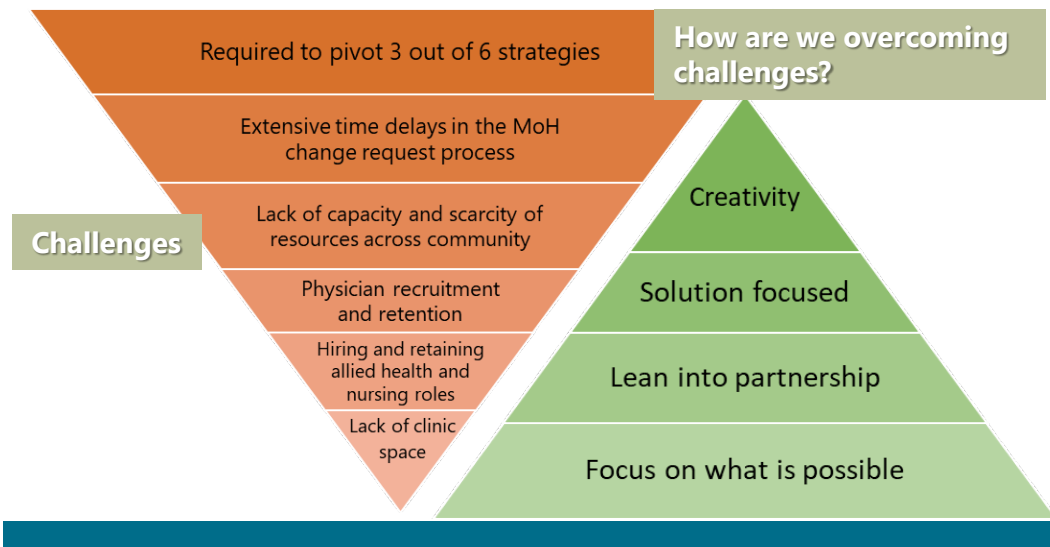 Challenges
Required to pivot 3 out of 6 strategies
Extensive time delays in the MoH
change request process
Lack of capacity and scarcity of
resources across community
Physician recruitment
and retention
Hiring and retaining
allied health and
nursing roles
Lack of clinic
space
How are we overcoming
challenges?
Creativity
Solution focused
Lean into partnership
Focus on what is possible